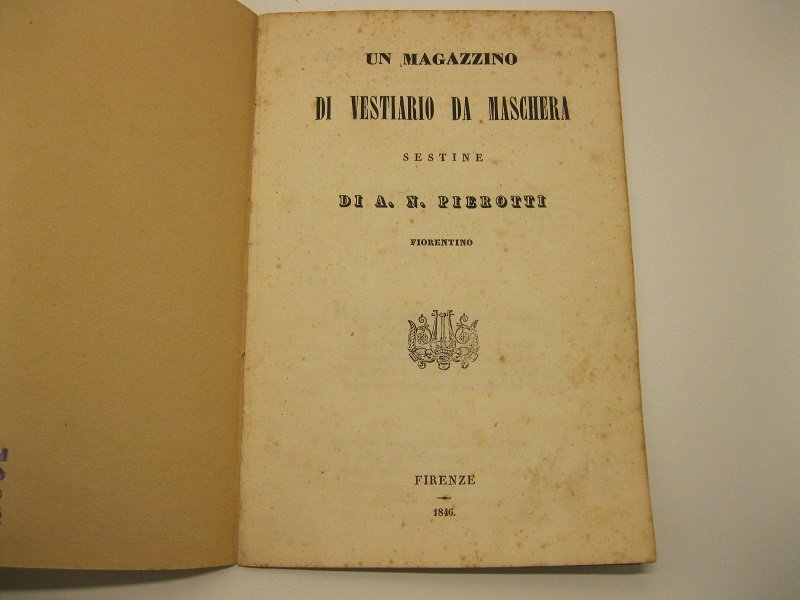 UN MAGAZZINO
DI VESTIARIO DA MASCHERA
SESTINE
DI A. N. PIEROTTI
FIORENTINO
FIRENZE
1846.